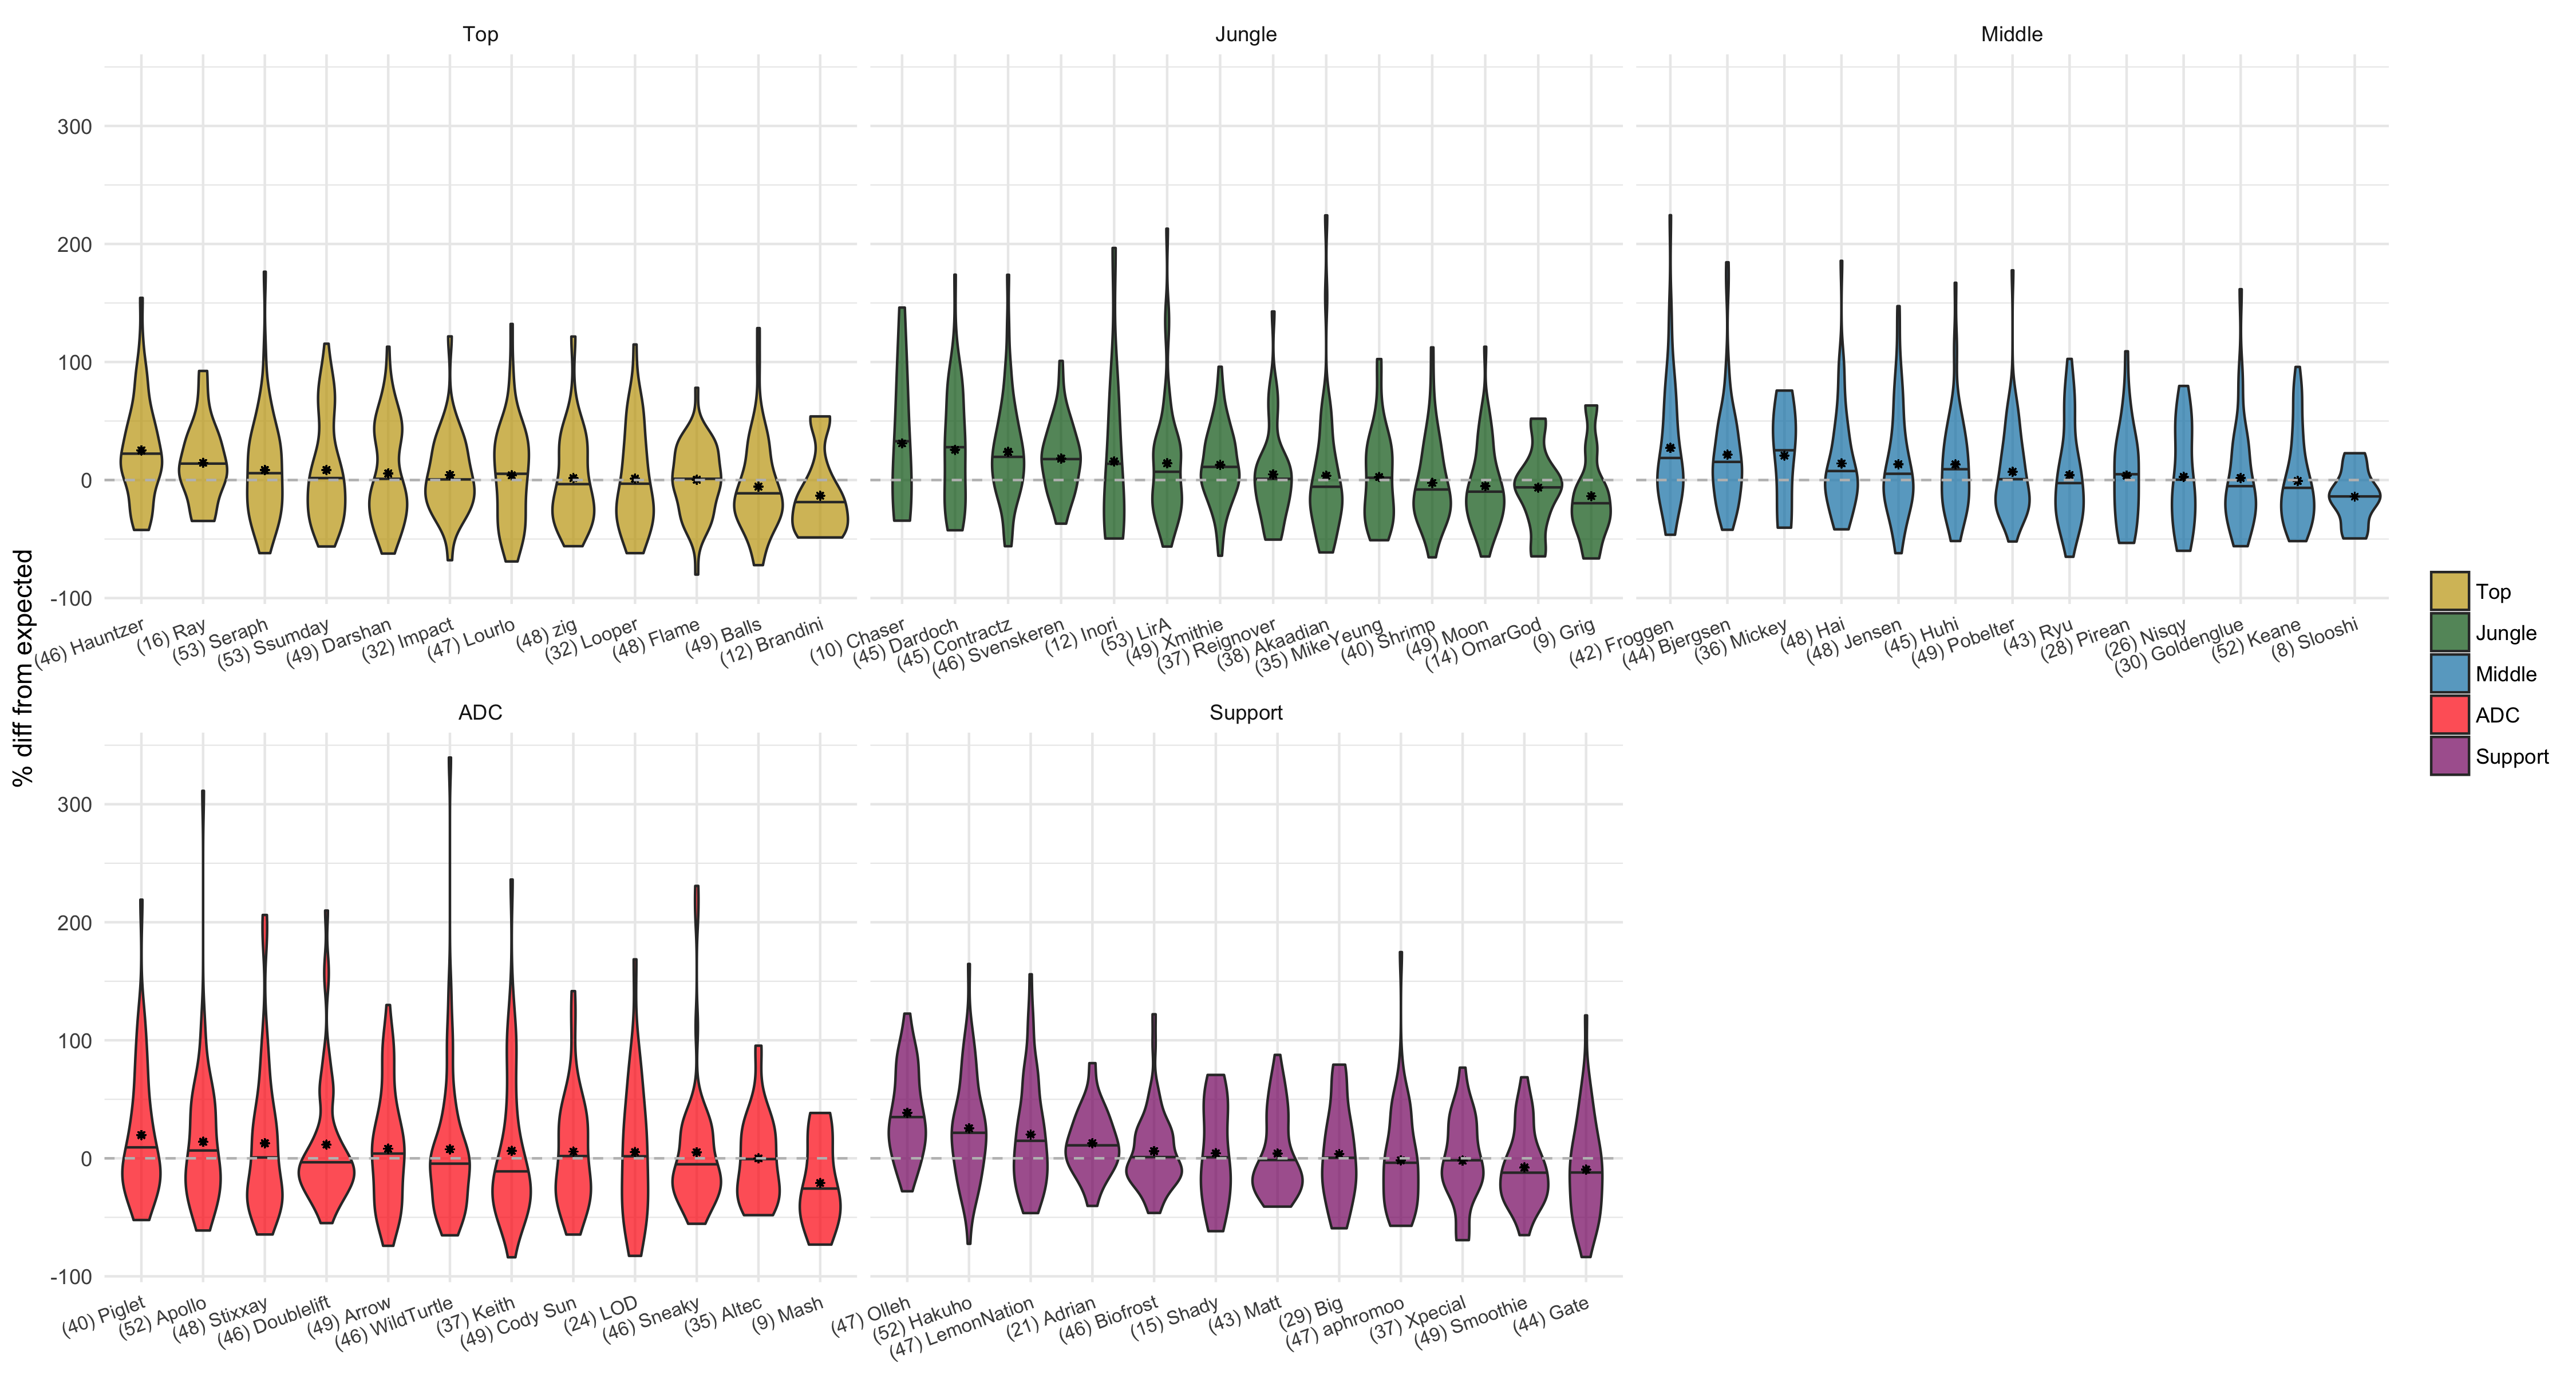 Top
Jungle
Middle
300
200
100
0
-100
(46) Hauntzer
(16) Ray
(53) Seraph
(53) Ssumday
(49) Darshan
(32) Impact
(47) Lourlo
(48) zig
(32) Looper
(48) Flame
(49) Balls
(12) Brandini
(10) Chaser
(45) Dardoch
(45) Contractz
(46) Svenskeren
(12) Inori
(53) LirA
(49) Xmithie
(37) Reignover
(38) Akaadian
(35) MikeYeung
(40) Shrimp
(49) Moon
(14) OmarGod
(9) Grig
(42) Froggen
(44) Bjergsen
(36) Mickey
(48) Hai
(48) Jensen
(45) Huhi
(49) Pobelter
(43) Ryu
(28) Pirean
(26) Nisqy
(30) Goldenglue
(52) Keane
(8) Slooshi
% diff from expected
ADC
Support
300
200
100
0
-100
(40) Piglet
(52) Apollo
(48) Stixxay
(46) Doublelift
(49) Arrow
(46) WildTurtle
(37) Keith
(49) Cody Sun
(24) LOD
(46) Sneaky
(35) Altec
(9) Mash
(47) Olleh
(52) Hakuho
(47) LemonNation
(21) Adrian
(46) Biofrost
(15) Shady
(43) Matt
(29) Big
(47) aphromoo
(37) Xpecial
(49) Smoothie
(44) Gate
Top
Jungle
Middle
ADC
Support